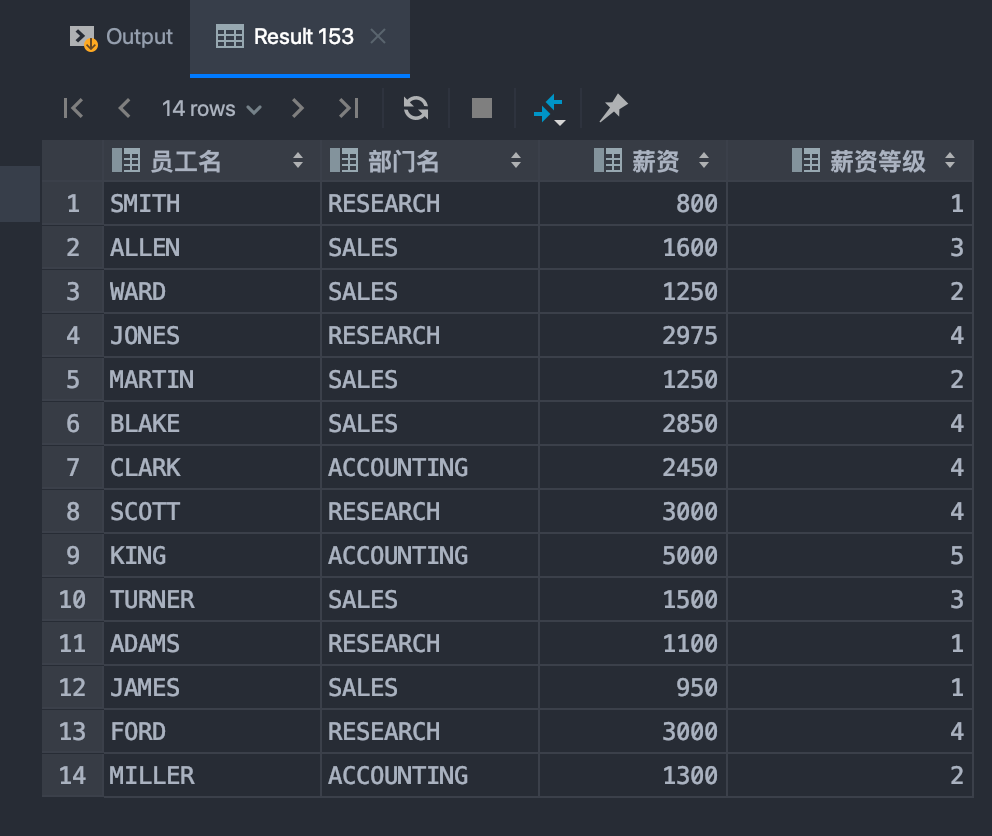 Output Result 153
14 rows
员工名 部门名 薪资 薪资等级
1 SMITH RESEARCH 800 1
2 ALLEN SALES 1600 3
3 WARD SALES 1250 2
4 JONES RESEARCH 2975 4
5 MARTIN SALES 1250 2
6 BLAKE SALES 2850 4
7 CLARK ACCOUNTING 2450 4
8 SCOTT RESEARCH 3000 4
9 KING ACCOUNTING 5000 5
10 TURNER SALES 1500 3
11 ADAMS RESEARCH 1100 1
12 JAMES SALES 950 1
13 FORD RESEARCH 3000 4
14 MILLER ACCOUNTING 1300 2